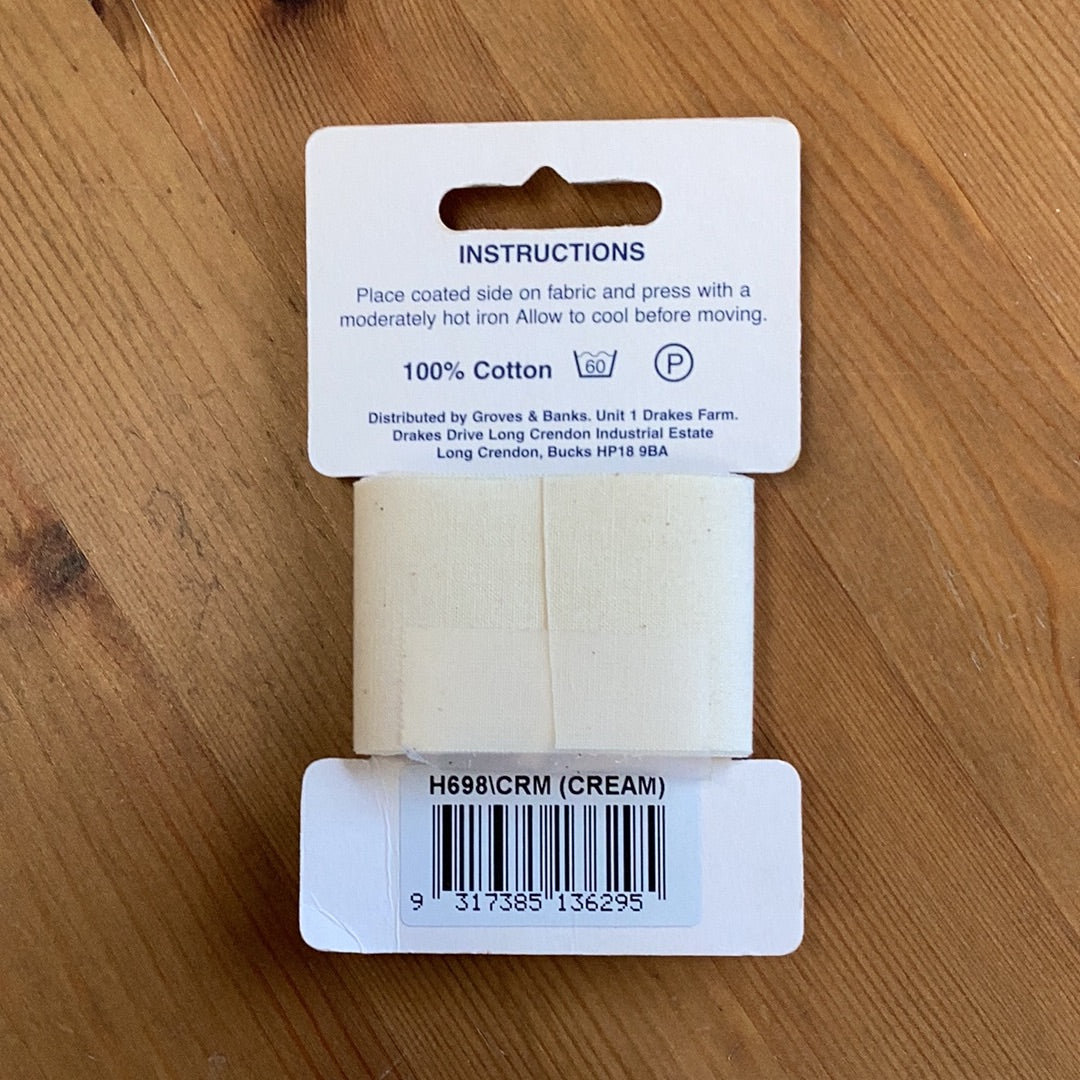 INSTRUCTIONS
Place coated side on fabric and press with a
moderately hot iron Allow to cool before moving.
100% Cotton 60 P
Distributed by Groves & Banks. Unit 1 Drakes Farm.
Drakes Drive Long Crendon Industrial Estate
Long Crendon, Bucks HP18 9BA
H698\CRM (CREAM)
9 317385 136295